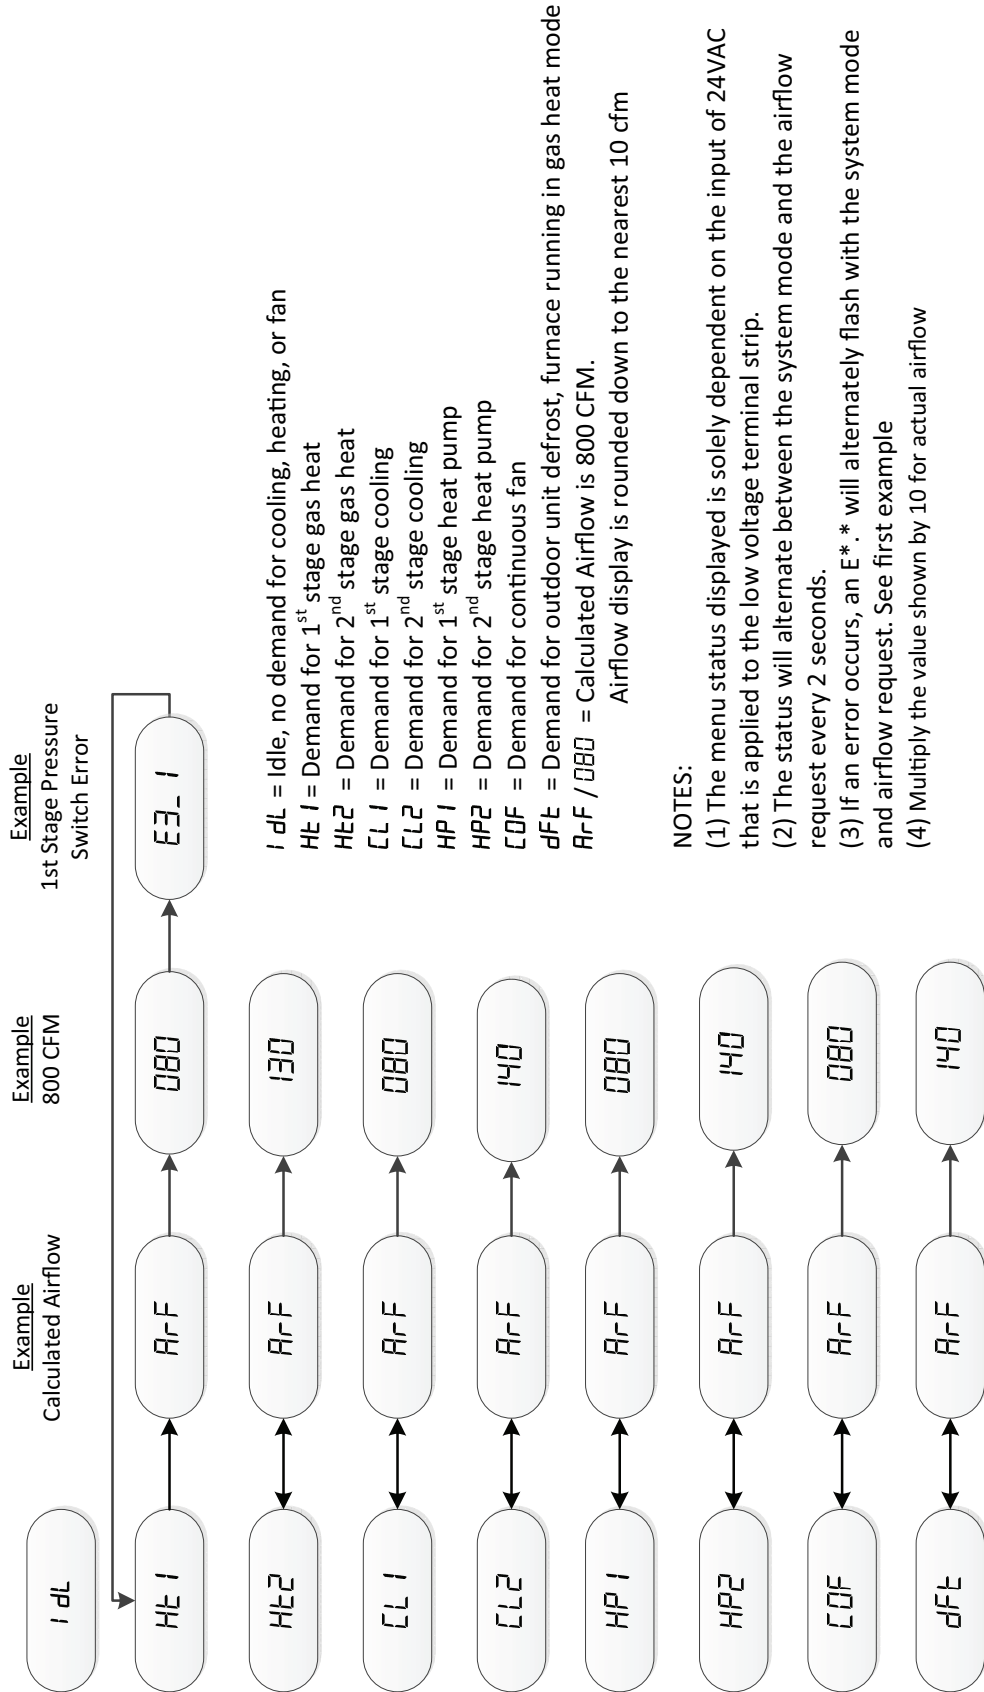 Example
Calculated Airflow
Example
800 CFM
Example
1st Stage Pressure
Switch Error
IdL
Ht1
ArF
080
E3_1
Ht2
ArF
130
CL1
ArF
080
CL2
ArF
140
HP1
ArF
080
HP2
ArF
140
COF
ArF
080
dFt
ArF
140
IdL = Idle, no demand for cooling, heating, or fan
Ht1 = Demand for 1st stage gas heat
Ht2 = Demand for 2nd stage gas heat
CL1 = Demand for 1st stage cooling
CL2 = Demand for 2nd stage cooling
HP1 = Demand for 1st stage heat pump
HP2 = Demand for 2nd stage heat pump
COF = Demand for continuous fan
dFt = Demand for outdoor unit defrost, furnace running in gas heat mode
ArF / 080 = Calculated Airflow is 800 CFM.
Airflow display is rounded down to the nearest 10 cfm
NOTES:
(1) The menu status displayed is solely dependent on the input of 24VAC
that is applied to the low voltage terminal strip.
(2) The status will alternate between the system mode and the airflow
request every 2 seconds.
(3) If an error occurs, an E*.* will alternately flash with the system mode
and airflow request. See first example
(4) Multiply the value shown by 10 for actual airflow